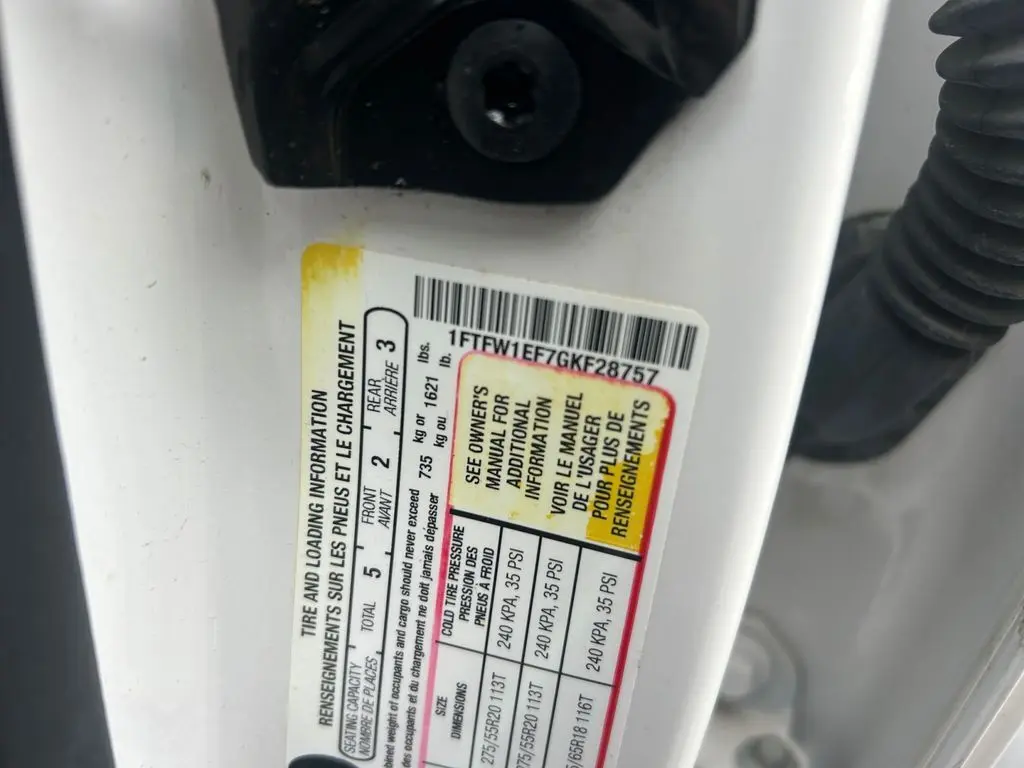 1FTFW1EF7GKF28757
TIRE AND LOADING INFORMATION
RENSEIGNEMENTS SUR LES PNEUS ET LE CHARGEMENT
SEATING CAPACITY
NOMBRE DE PLACES
TOTAL 5
FRONT
AVANT 2
REAR
ARRIÈRE 3
weight of occupants and cargo should never exceed
des occupants et du chargement ne doit jamais dépasser
735 kg or 1621 lbs.
kg ou lb.
SIZE
DIMENSIONS
COLD TIRE PRESSURE
PRESSION DES
PNEUS À FROID
SEE OWNER'S
MANUAL FOR
ADDITIONAL
INFORMATION
VOIR LE MANUEL
DE L'USAGER
POUR PLUS DE
RENSEIGNEMENTS
275/55R20 113T 240 KPA, 35 PSI
275/55R20 113T 240 KPA, 35 PSI
/65R18 116T 240 KPA, 35 PSI